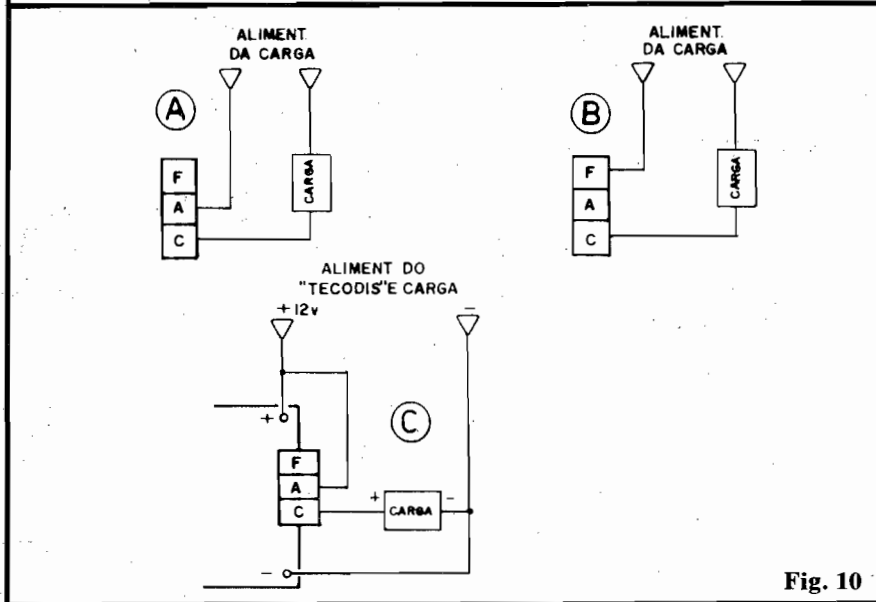 ALIMENT.
DA CARGA
A
F
A
C
CARGA
ALIMENT.
DA CARGA
B
F
A
C
CARGA
ALIMENT DO
"TECODIS"E CARGA
+12v
-
+
C
F
A
C
+ CARGA -
-
Fig. 10